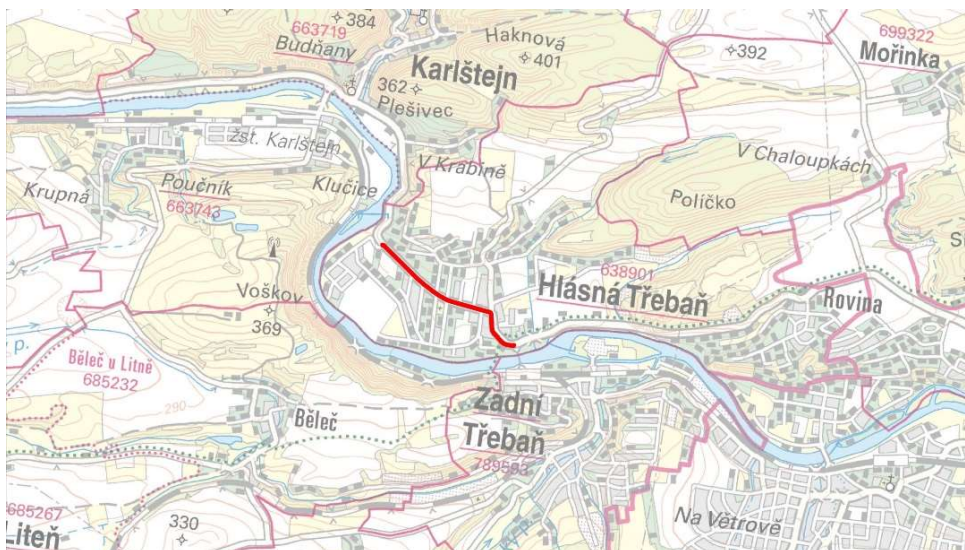 384
663719
Budňany
Haknová
401
392
699322
Mořinka
Karlštejn
362
Plešivec
žst. Karlštejn
V Krabině
V Chaloupkách
Klučice
Krupná
Poučník
663743
Políčko
638901
Hlásná Třebaň
Rovina
Voškov
369
p.
Běleč u Litně
685232
290
Běleč
Zadní
Třebaň
789593
685267
Liteň
330
Na Větrově